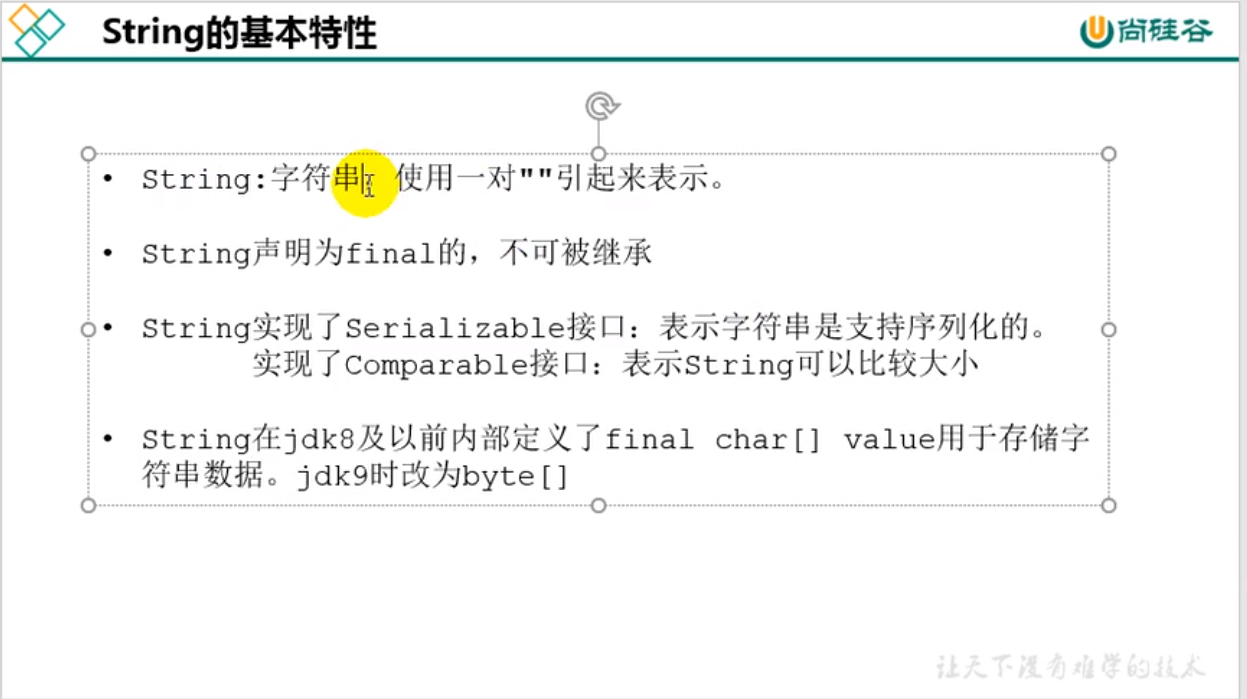 String的基本特性
尚硅谷
• String:字符串，使用一对""引起来表示。
• String声明为final的，不可被继承
• String实现了Serializable接口：表示字符串是支持序列化的。
实现了Comparable接口：表示String可以比较大小
• String在jdk8及以前内部定义了final char[] value用于存储字
符串数据。jdk9时改为byte[]
让天下没有难学的技术